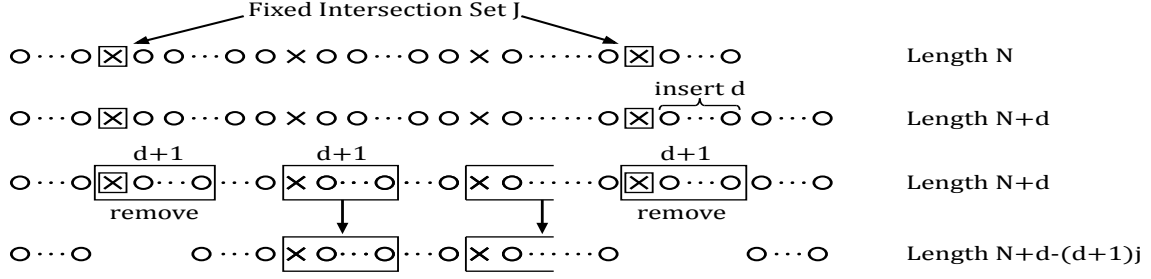 Fixed Intersection Set J
Length N
insert d
Length N+d
d+1 d+1 d+1
Length N+d
remove remove
Length N+d-(d+1)j